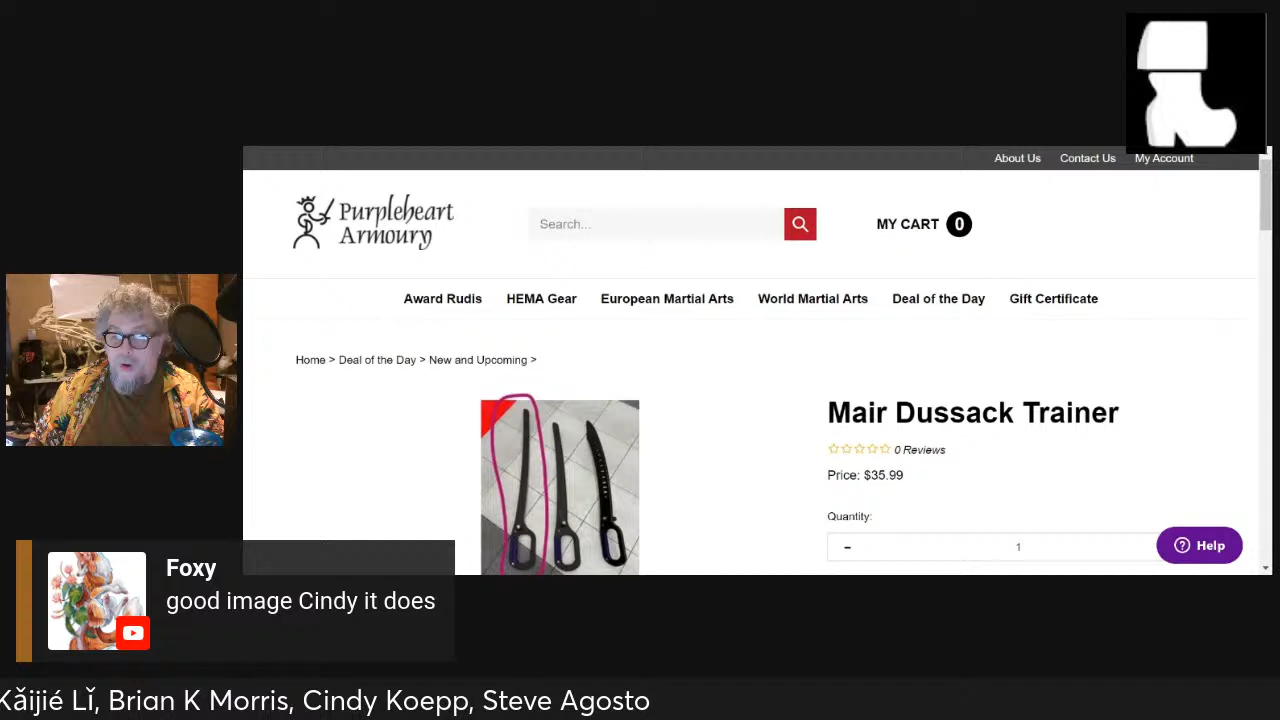 About Us Contact Us My Account
Purpleheart
Armoury
Search...
MY CART 0
Award Rudis HEMA Gear European Martial Arts World Martial Arts Deal of the Day Gift Certificate
Home > Deal of the Day > New and Upcoming >
Mair Dussack Trainer
0 Reviews
Price: $35.99
Quantity:
- 1
Help
Foxy
good image Cindy it does
Kǎijié Lǐ, Brian K Morris, Cindy Koepp, Steve Agosto